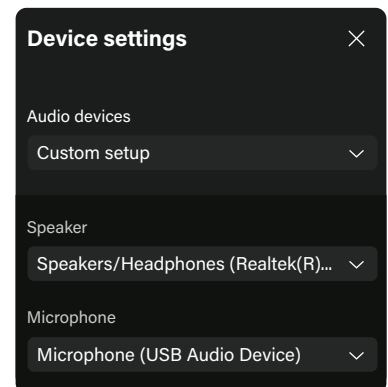 Device settings
Audio devices
Custom setup
Speaker
Speakers/Headphones (Realtek(R)...
Microphone
Microphone (USB Audio Device)